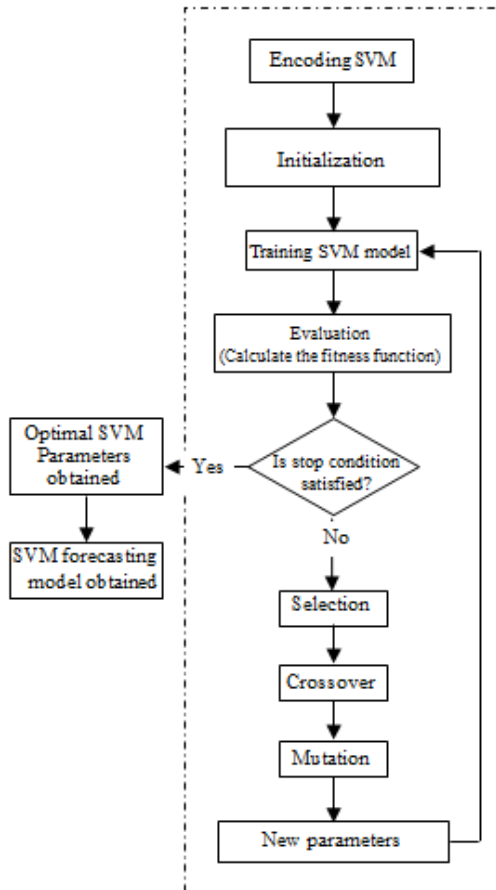 Encoding SVM
Initialization
Training SVM model
Evaluation
(Calculate the fitness function)
Is stop condition
satisfied?
Yes
Optimal SVM
Parameters
obtained
SVM forecasting
model obtained
No
Selection
Crossover
Mutation
New parameters